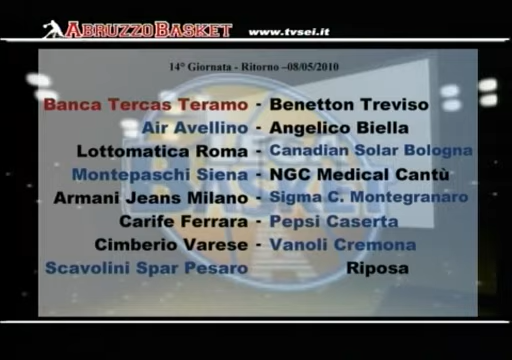 ABRUZZO BASKET www.tvsei.it
14° Giornata - Ritorno –08/05/2010
Banca Tercas Teramo - Benetton Treviso
Air Avellino - Angelico Biella
Lottomatica Roma - Canadian Solar Bologna
Montepaschi Siena - NGC Medical Cantù
Armani Jeans Milano - Sigma C. Montegranaro
Carife Ferrara - Pepsi Caserta
Cimberio Varese - Vanoli Cremona
Scavolini Spar Pesaro Riposa